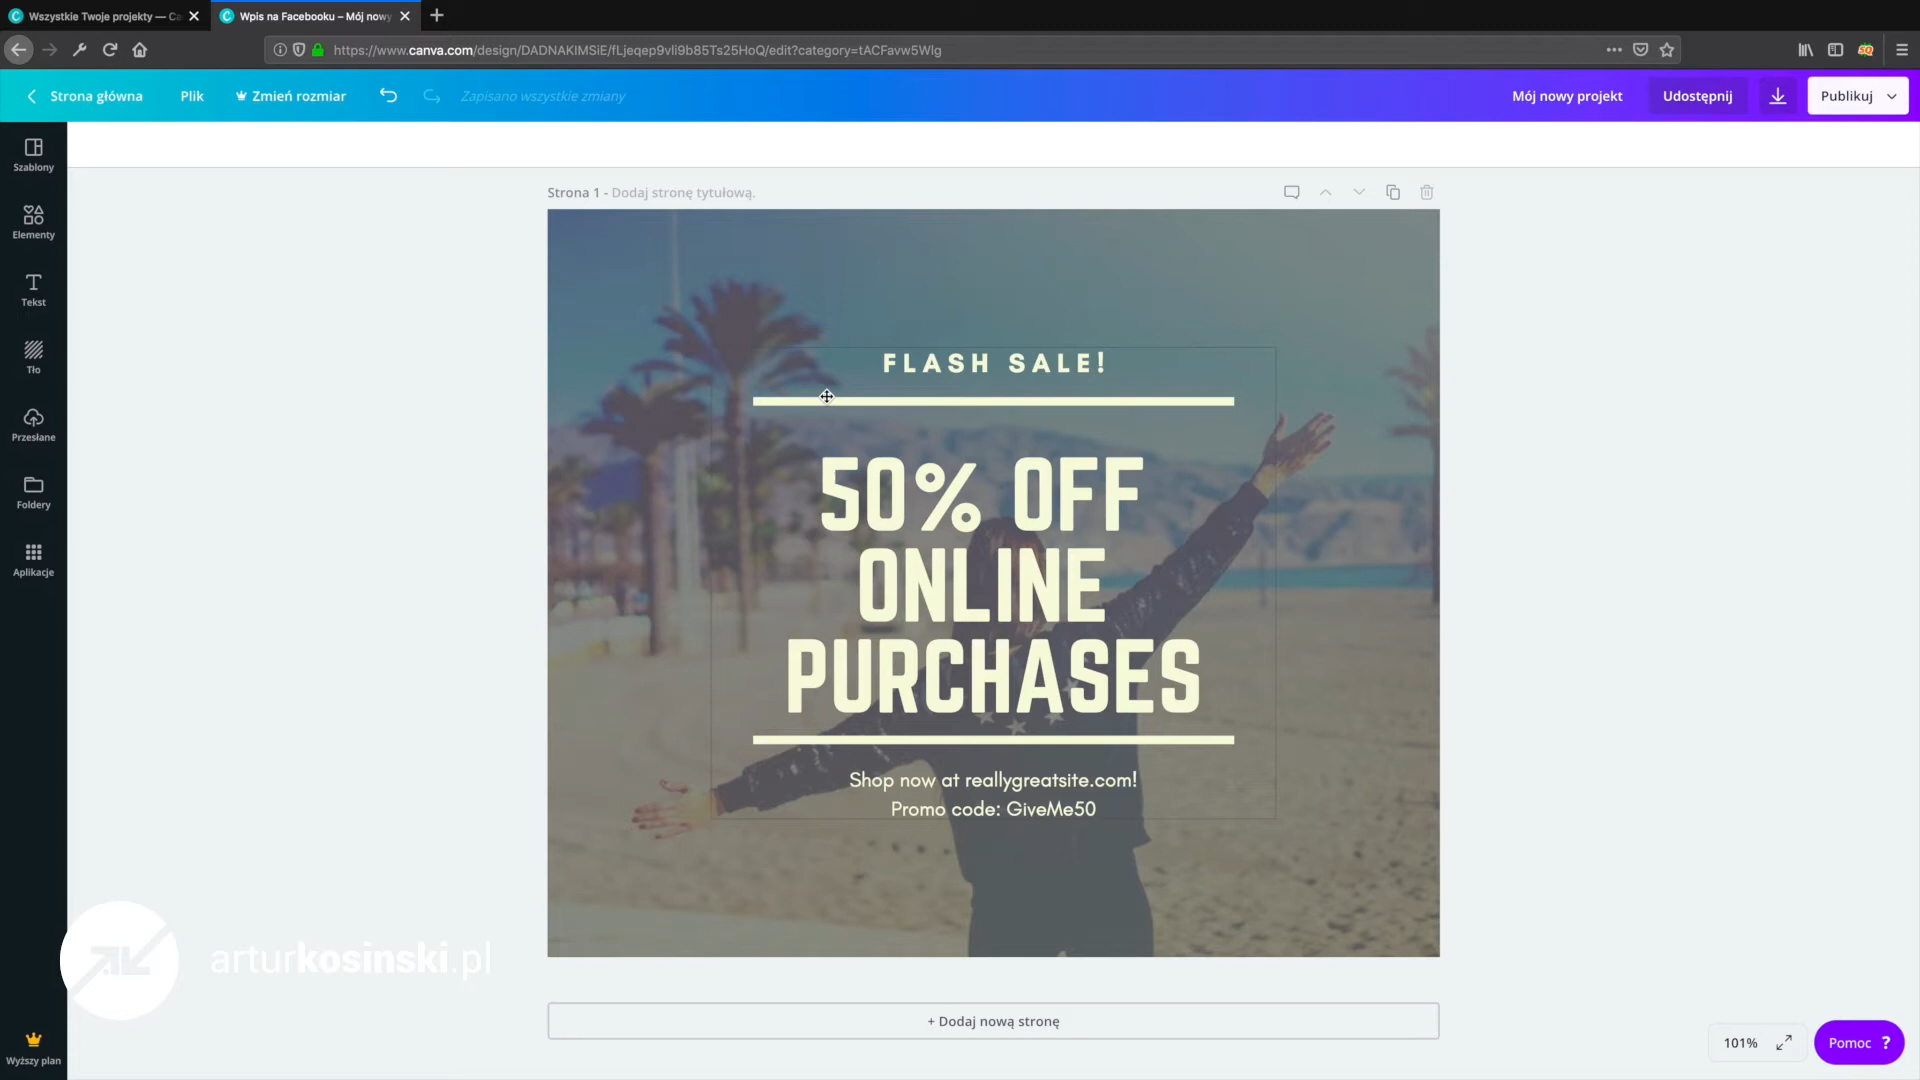 Wszystkie Twoje projekty — Ca
Wpis na Facebooku – Mój nowy
https://www.canva.com/design/DADNAKIMSiE/fLjeqep9vli9b85Ts25HoQ/edit?category=tACFavw5WIg
Strona główna
Plik
Zmień rozmiar
Zapisano wszystkie zmiany
Mój nowy projekt
Udostępnij
Publikuj
Szablony
Elementy
Tekst
Tło
Przesłane
Foldery
Aplikacje
Wyższy plan
Strona 1 - Dodaj stronę tytułową.
FLASH SALE!
50% OFF
ONLINE
PURCHASES
Shop now at reallygreatsite.com!
Promo code: GiveMe50
arturkosinski.pl
+ Dodaj nową stronę
101%
Pomoc ?